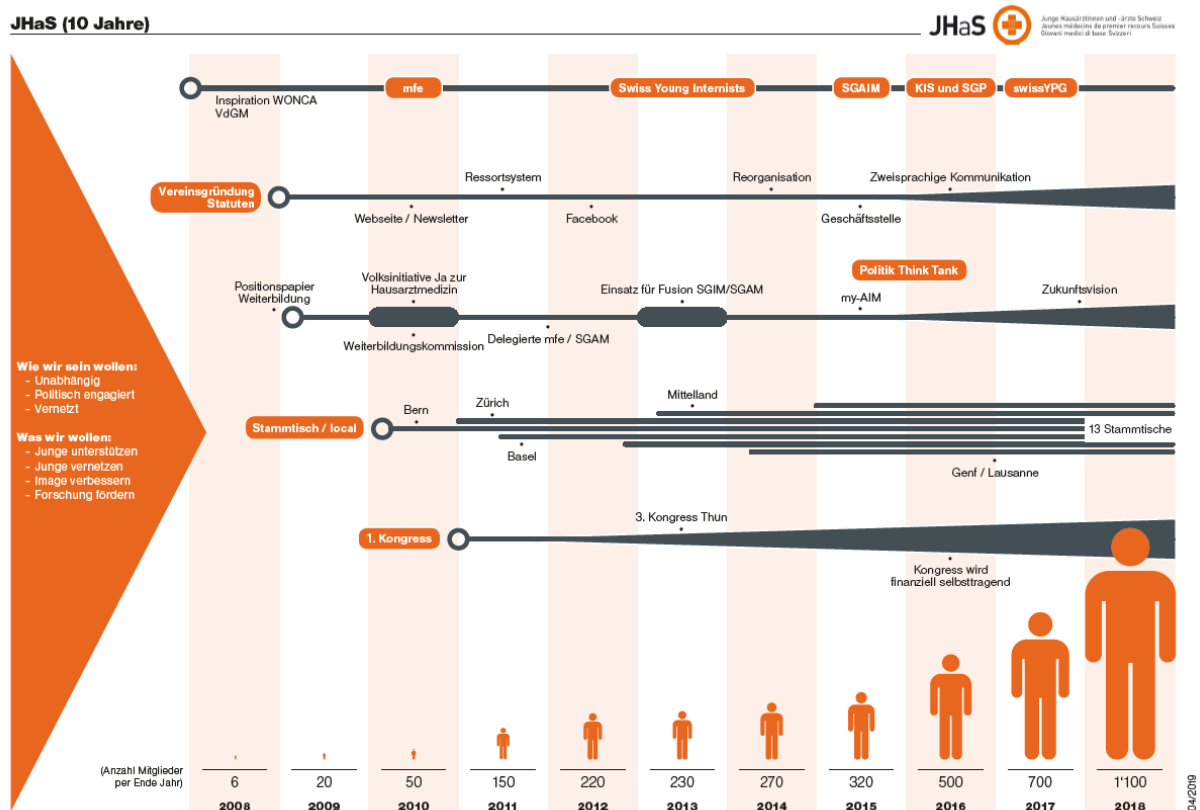 JHaS (10 Jahre)
JHaS
Junge Hausärztinnen und -ärzte Schweiz
Jeunes médecins de premier recours Suisses
Giovani medici di base Svizzeri
mfe
Swiss Young Internists
SGAIM
KIS und SGP
swissYPG
Inspiration WONCA
VdGM
Vereinsgründung
Statuten
Ressortsystem
Reorganisation
Zweisprachige Kommunikation
Webseite / Newsletter
Facebook
Geschäftsstelle
Politik Think Tank
Positionspapier
Weiterbildung
Volksinitiative Ja zur
Hausarztmedizin
Einsatz für Fusion SGIM/SGAM
my-AIM
Zukunftsvision
Weiterbildungskommission
Delegierte mfe / SGAM
Wie wir sein wollen:
– Unabhängig
– Politisch engagiert
– Vernetzt
Was wir wollen:
– Junge unterstützen
– Junge vernetzen
– Image verbessern
– Forschung fördern
Stammtisch / local
Bern
Zürich
Mittelland
13 Stammtische
Basel
Genf / Lausanne
1. Kongress
3. Kongress Thun
Kongress wird
finanziell selbsttragend
(Anzahl Mitglieder
per Ende Jahr)
6
20
50
150
220
230
270
320
500
700
1'100
2008
2009
2010
2011
2012
2013
2014
2015
2016
2017
2018
04/2019